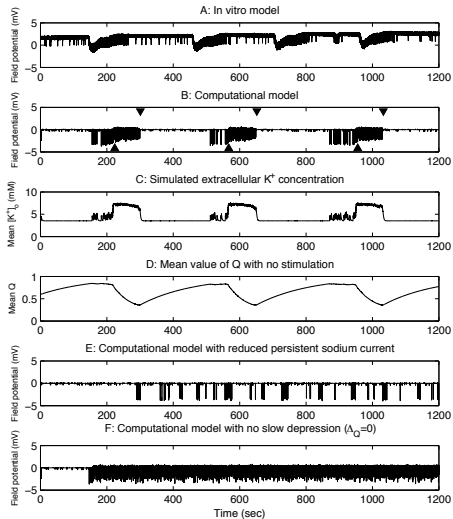 A: In vitro model
Field potential (mV)
5
0
−5
0 200 400 600 800 1000 1200
B: Computational model
Field potential (mV)
5
0
−5
0 200 400 600 800 1000 1200
C: Simulated extracellular K+ concentration
Mean [K+]o (mM)
10
5
0
0 200 400 600 800 1000 1200
D: Mean value of Q with no stimulation
Mean Q
1
0.5
0
0 200 400 600 800 1000 1200
E: Computational model with reduced persistent sodium current
Field potential (mV)
5
0
−5
0 200 400 600 800 1000 1200
F: Computational model with no slow depression (ΔQ=0)
Field potential (mV)
5
0
−5
0 200 400 600 800 1000 1200
Time (sec)